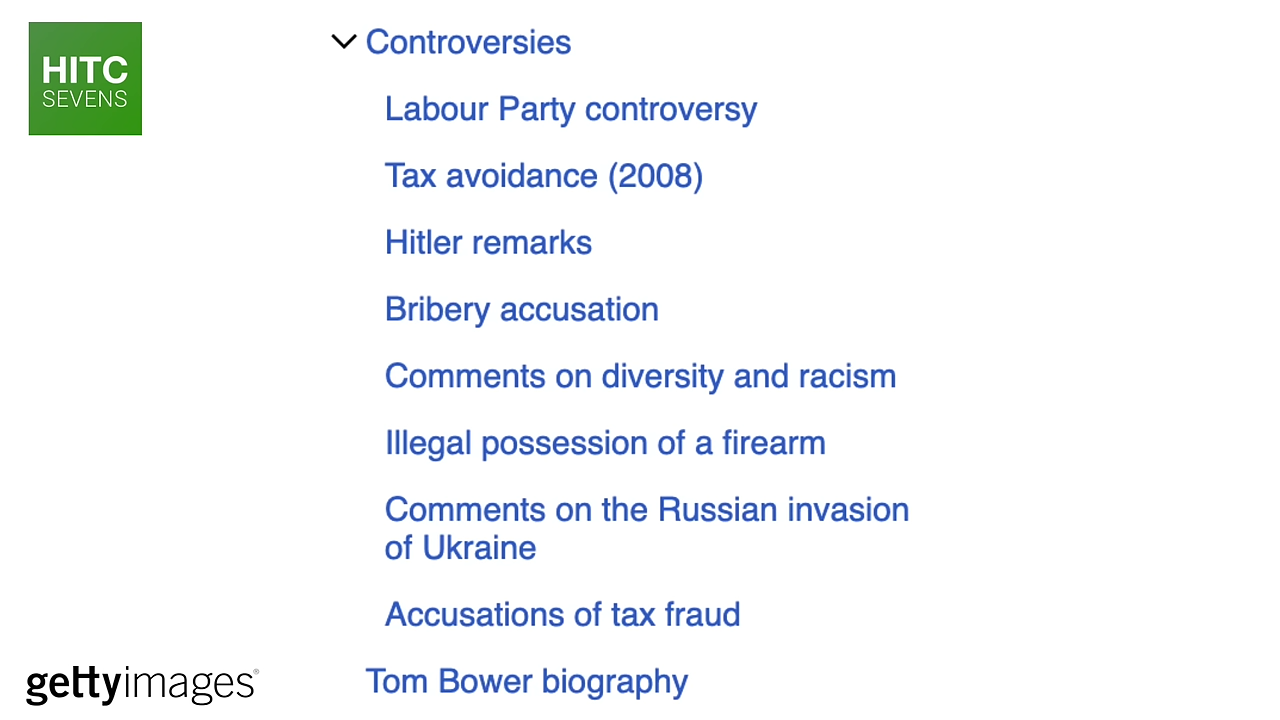 HITC
SEVENS
Controversies
Labour Party controversy
Tax avoidance (2008)
Hitler remarks
Bribery accusation
Comments on diversity and racism
Illegal possession of a firearm
Comments on the Russian invasion
of Ukraine
Accusations of tax fraud
Tom Bower biography
gettyimages®